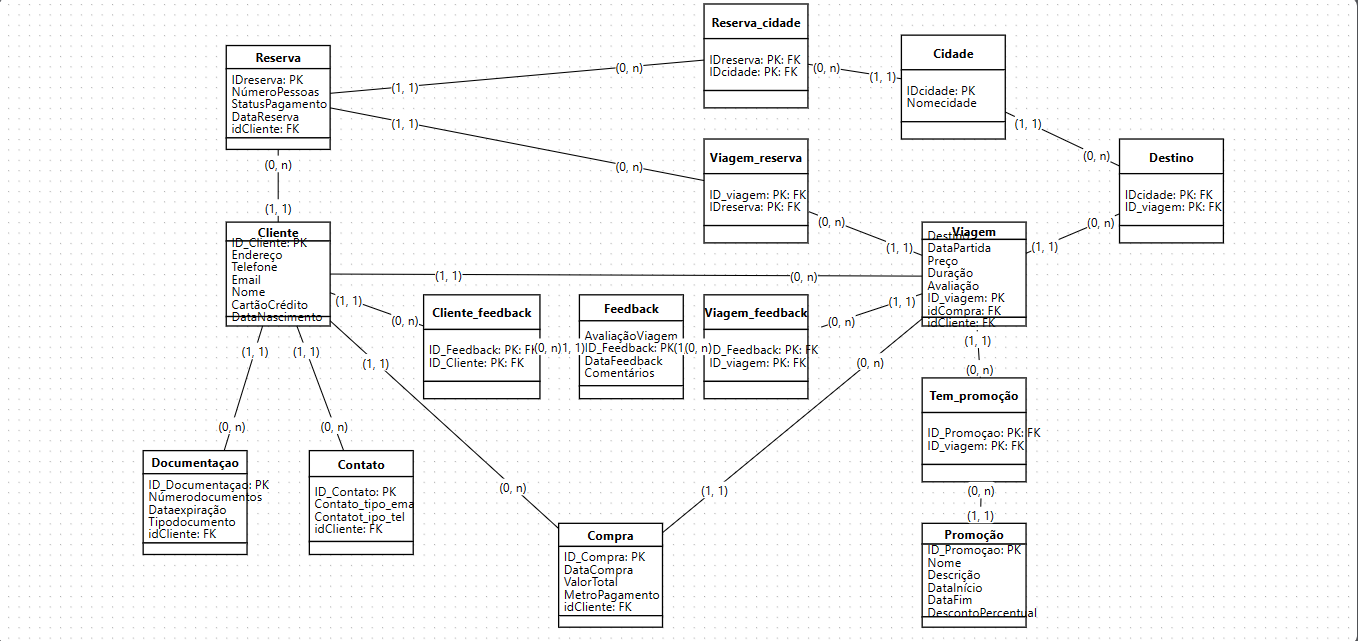 Reserva_cidade
IDreserva: PK: FK
IDcidade: PK: FK
Cidade
IDcidade: PK
Nomecidade
Reserva
IDreserva: PK
NúmeroPessoas
StatusPagamento
DataReserva
idCliente: FK
(0, n)
(1, 1)
(0, n)
(1, 1)
(1, 1)
(0, n)
(1, 1)
(0, n)
Viagem_reserva
ID_viagem: PK: FK
IDreserva: PK: FK
Destino
IDcidade: PK: FK
ID_viagem: PK: FK
(0, n)
(1, 1)
(0, n)
(1, 1)
(0, n)
(1, 1)
Cliente
ID_Cliente: PK
Endereço
Telefone
Email
Nome
CartãoCrédito
DataNascimento
Viagem
Destino
DataPartida
Preço
Duração
Avaliação
ID_viagem: PK
idCompra: FK
idCliente: FK
(1, 1)
(0, n)
(1, 1)
(0, n)
(1, 1)
(0, n)
Cliente_feedback
ID_Feedback: PK: FK
ID_Cliente: PK: FK
(0, n)
1, 1)
Feedback
AvaliaçãoViagem
ID_Feedback: PK
DataFeedback
Comentários
(1
(0, n)
Viagem_feedback
D_Feedback: PK: FK
ID_viagem: PK: FK
(1, 1)
(1, 1)
(1, 1)
(0, n)
(1, 1)
(0, n)
Tem_promoção
ID_Promoçao: PK: FK
ID_viagem: PK: FK
(0, n)
(0, n)
Documentaçao
ID_Documentaçao: PK
Númerodocumentos
Dataexpiração
Tipodocumento
idCliente: FK
Contato
ID_Contato: PK
Contato_tipo_ema
Contatot_ipo_tel
idCliente: FK
(0, n)
(1, 1)
(0, n)
(1, 1)
Compra
ID_Compra: PK
DataCompra
ValorTotal
MetroPagamento
idCliente: FK
Promoção
ID_Promoçao: PK
Nome
Descrição
DataInício
DataFim
DescontoPercentual